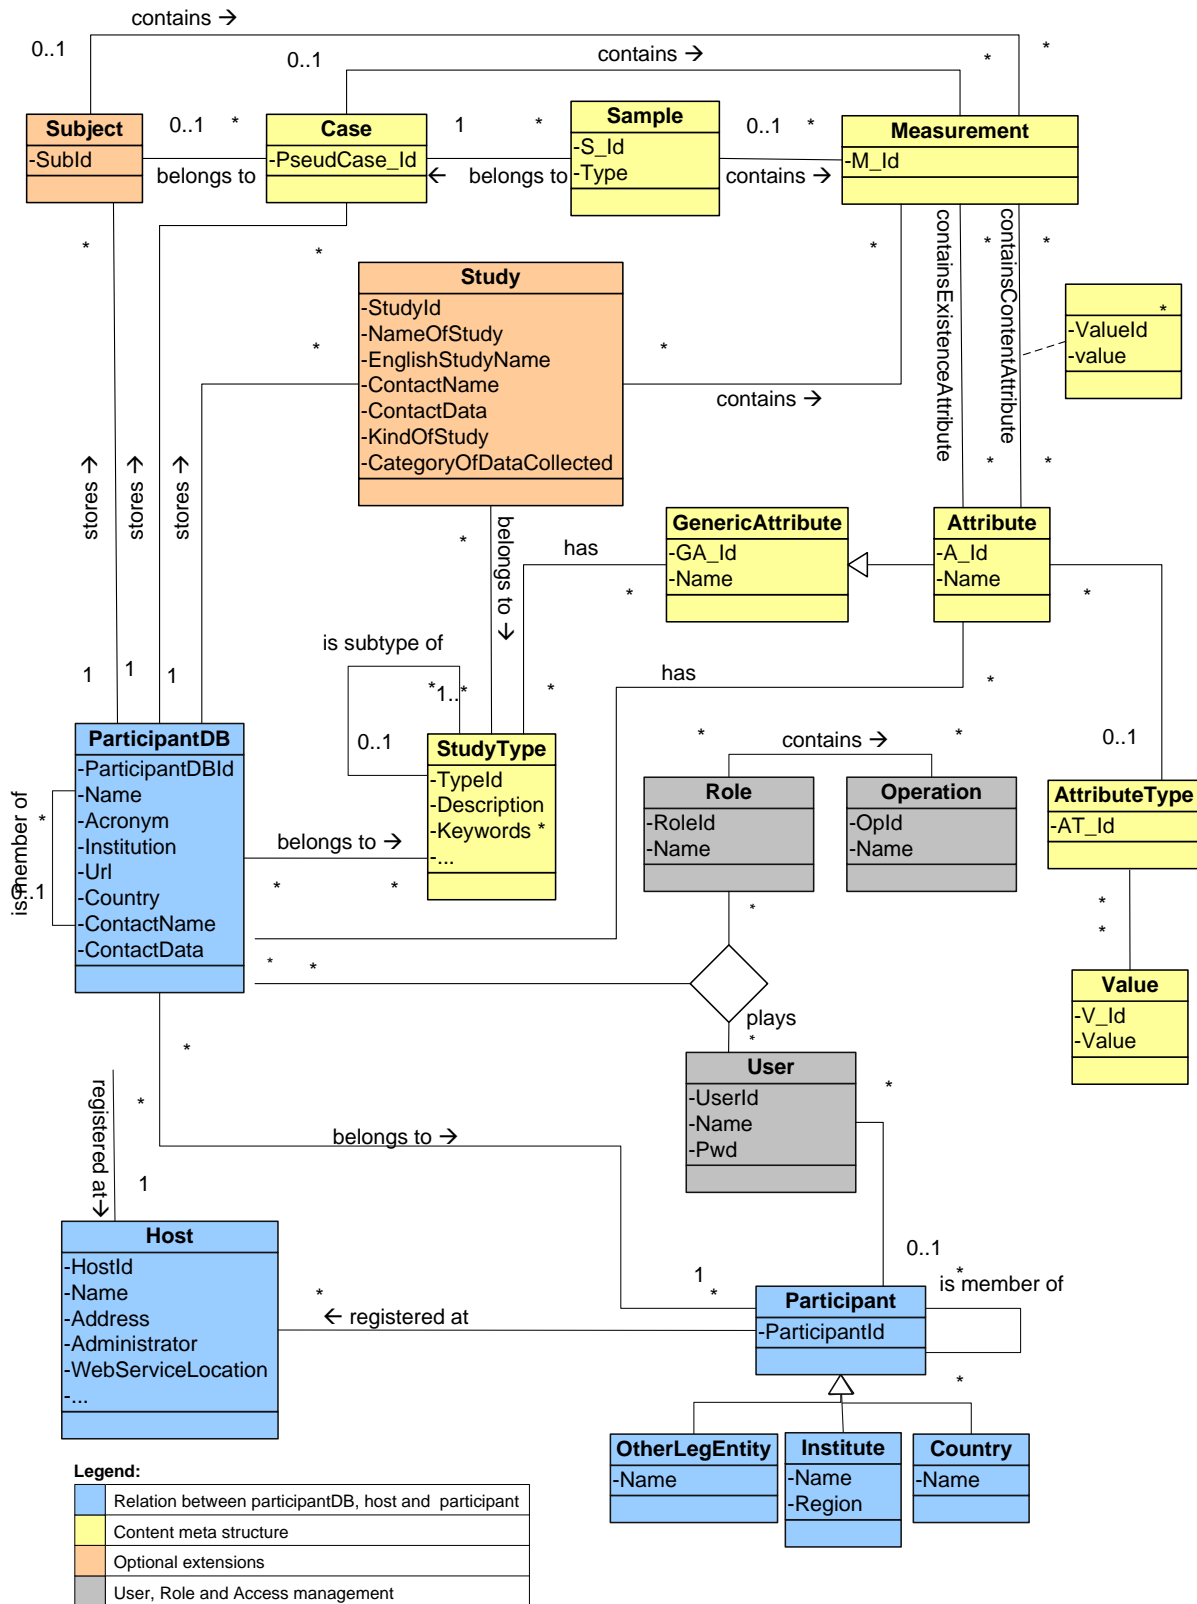 contains →
0..1
*
0..1
contains →
*
Subject
-SubId
0..1
*
belongs to
Case
-PseudCase_Id
1
*
←
belongs to
Sample
-S_Id
-Type
0..1
*
contains →
Measurement
-M_Id
*
*
*
*
*
containsExistenceAttribute
containsContentAttribute
*
-ValueId
-value
Study
-StudyId
-NameOfStudy
-EnglishStudyName
-ContactName
-ContactData
-KindOfStudy
-CategoryOfDataCollected
*
*
contains →
stores →
stores →
stores →
*
belongs to →
has
*
GenericAttribute
-GA_Id
-Name
*
*
Attribute
-A_Id
-Name
*
*
is subtype of
*
1..*
*
0..1
has
1
1
1
ParticipantDB
-ParticipantDBId
-Name
-Acronym
-Institution
-Url
-Country
-ContactName
-ContactData
is member of
*
0..1
belongs to →
*
*
StudyType
-TypeId
-Description
-Keywords *
-...
*
contains →
*
Role
-RoleId
-Name
Operation
-OpId
-Name
0..1
AttributeType
-AT_Id
*
*
Value
-V_Id
-Value
*
*
*
plays
*
User
-UserId
-Name
-Pwd
*
*
*
registered at →
1
belongs to →
Host
-HostId
-Name
-Address
-Administrator
-WebServiceLocation
-...
*
← registered at
1
*
0..1
*
is member of
Participant
-ParticipantId
*
OtherLegEntity
-Name
Institute
-Name
-Region
Country
-Name
Legend:
Relation between participantDB, host and participant
Content meta structure
Optional extensions
User, Role and Access management